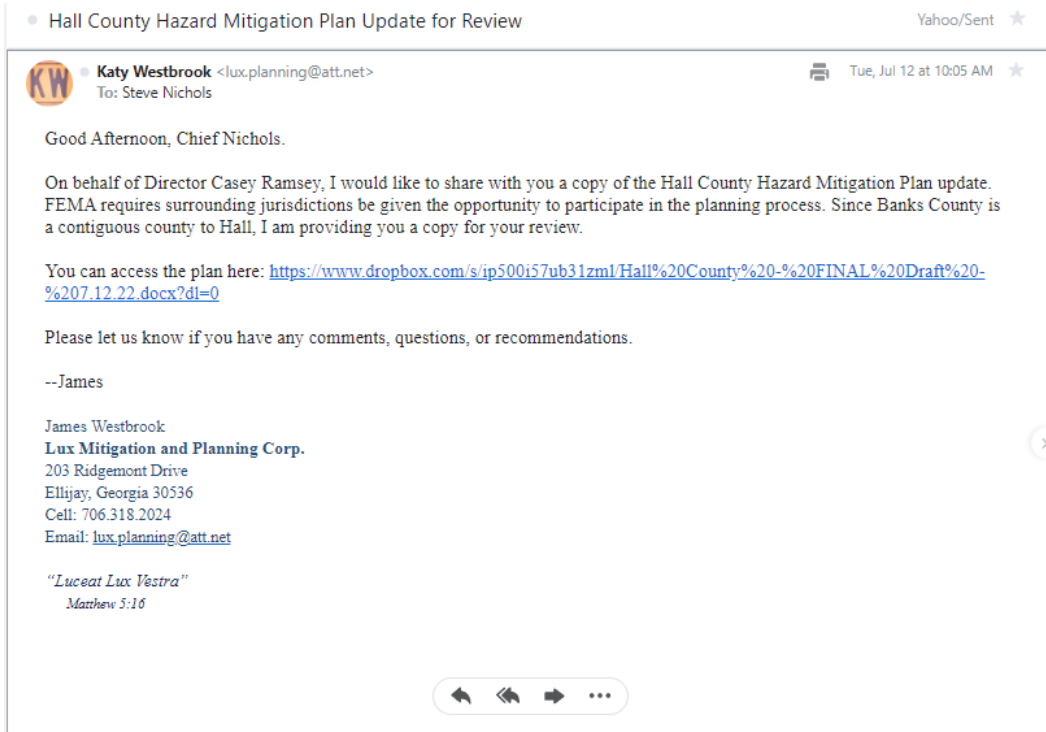 Hall County Hazard Mitigation Plan Update for Review Yahoo/Sent
KW Katy Westbrook <lux.planning@att.net> Tue, Jul 12 at 10:05 AM
To: Steve Nichols
Good Afternoon, Chief Nichols.
On behalf of Director Casey Ramsey, I would like to share with you a copy of the Hall County Hazard Mitigation Plan update.
FEMA requires surrounding jurisdictions be given the opportunity to participate in the planning process. Since Banks County is
a contiguous county to Hall, I am providing you a copy for your review.
You can access the plan here: https://www.dropbox.com/s/ip500i57ub31zml/Hall%20County%20-%20FINAL%20Draft%20-
%207.12.22.docx?dl=0
Please let us know if you have any comments, questions, or recommendations.
--James
James Westbrook
Lux Mitigation and Planning Corp.
203 Ridgemont Drive
Ellijay, Georgia 30536
Cell: 706.318.2024
Email: lux.planning@att.net
“Luceat Lux Vestra”
Matthew 5:16